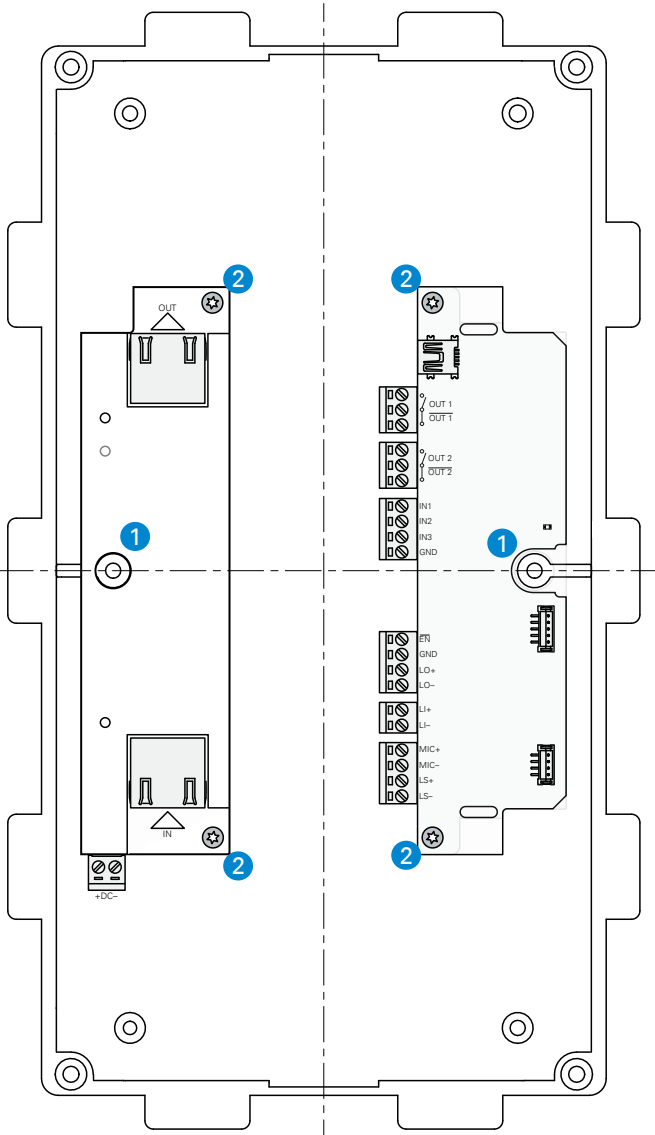 2
2
OUT
OUT 1
OUT 1
OUT 2
OUT 2
IN1
IN2
IN3
GND
1
1
EN
GND
LO+
LO–
LI+
LI–
MIC+
MIC–
LS+
LS–
IN
2
2
+DC–